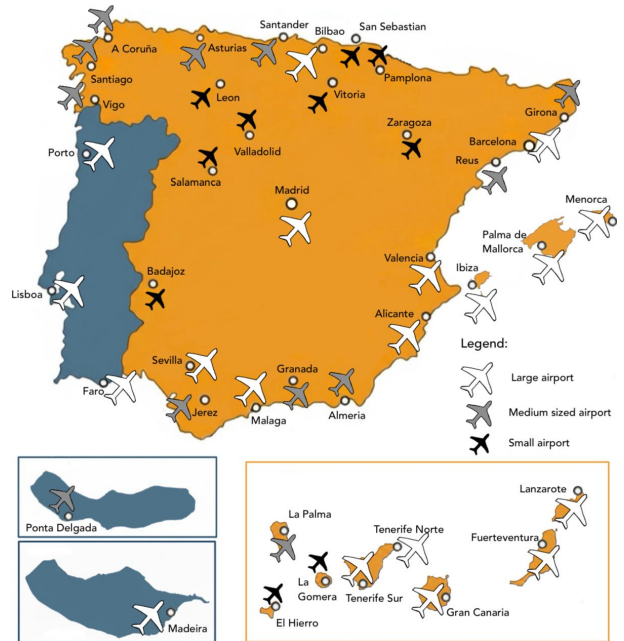 Santander
San Sebastian
A Coruña
Asturias
Bilbao
Santiago
Pamplona
Leon
Vitoria
Vigo
Girona
Zaragoza
Valladolid
Barcelona
Porto
Reus
Salamanca
Madrid
Menorca
Palma de
Mallorca
Valencia
Ibiza
Badajoz
Lisboa
Alicante
Legend:
Sevilla
Granada
Large airport
Faro
Jerez
Malaga
Almeria
Medium sized airport
Small airport
Lanzarote
La Palma
Ponta Delgada
Tenerife Norte
Fuerteventura
La
Gomera
Tenerife Sur
Gran Canaria
Madeira
El Hierro